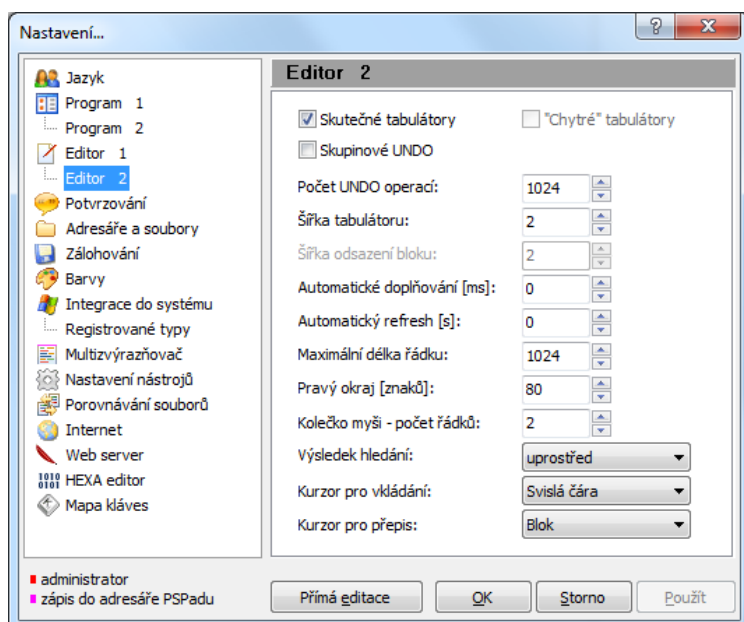 Nastavení...
Jazyk
Program 1
Program 2
Editor 1
Editor 2
Potvrzování
Adresáře a soubory
Zálohování
Barvy
Integrace do systému
Registrované typy
Multizvýrazňovač
Nastavení nástrojů
Porovnávání souborů
Internet
Web server
HEXA editor
Mapa kláves
administrator
zápis do adresáře PSPadu
Editor 2
Skutečné tabulátory "Chytré" tabulátory
Skupinové UNDO
Počet UNDO operací: 1024
Šířka tabulátoru: 2
Šířka odsazení bloku: 2
Automatické doplňování [ms]: 0
Automatický refresh [s]: 0
Maximální délka řádku: 1024
Pravý okraj [znaků]: 80
Kolečko myši - počet řádků: 2
Výsledek hledání: uprostřed
Kurzor pro vkládání: Svislá čára
Kurzor pro přepis: Blok
Přímá editace OK Storno Použít